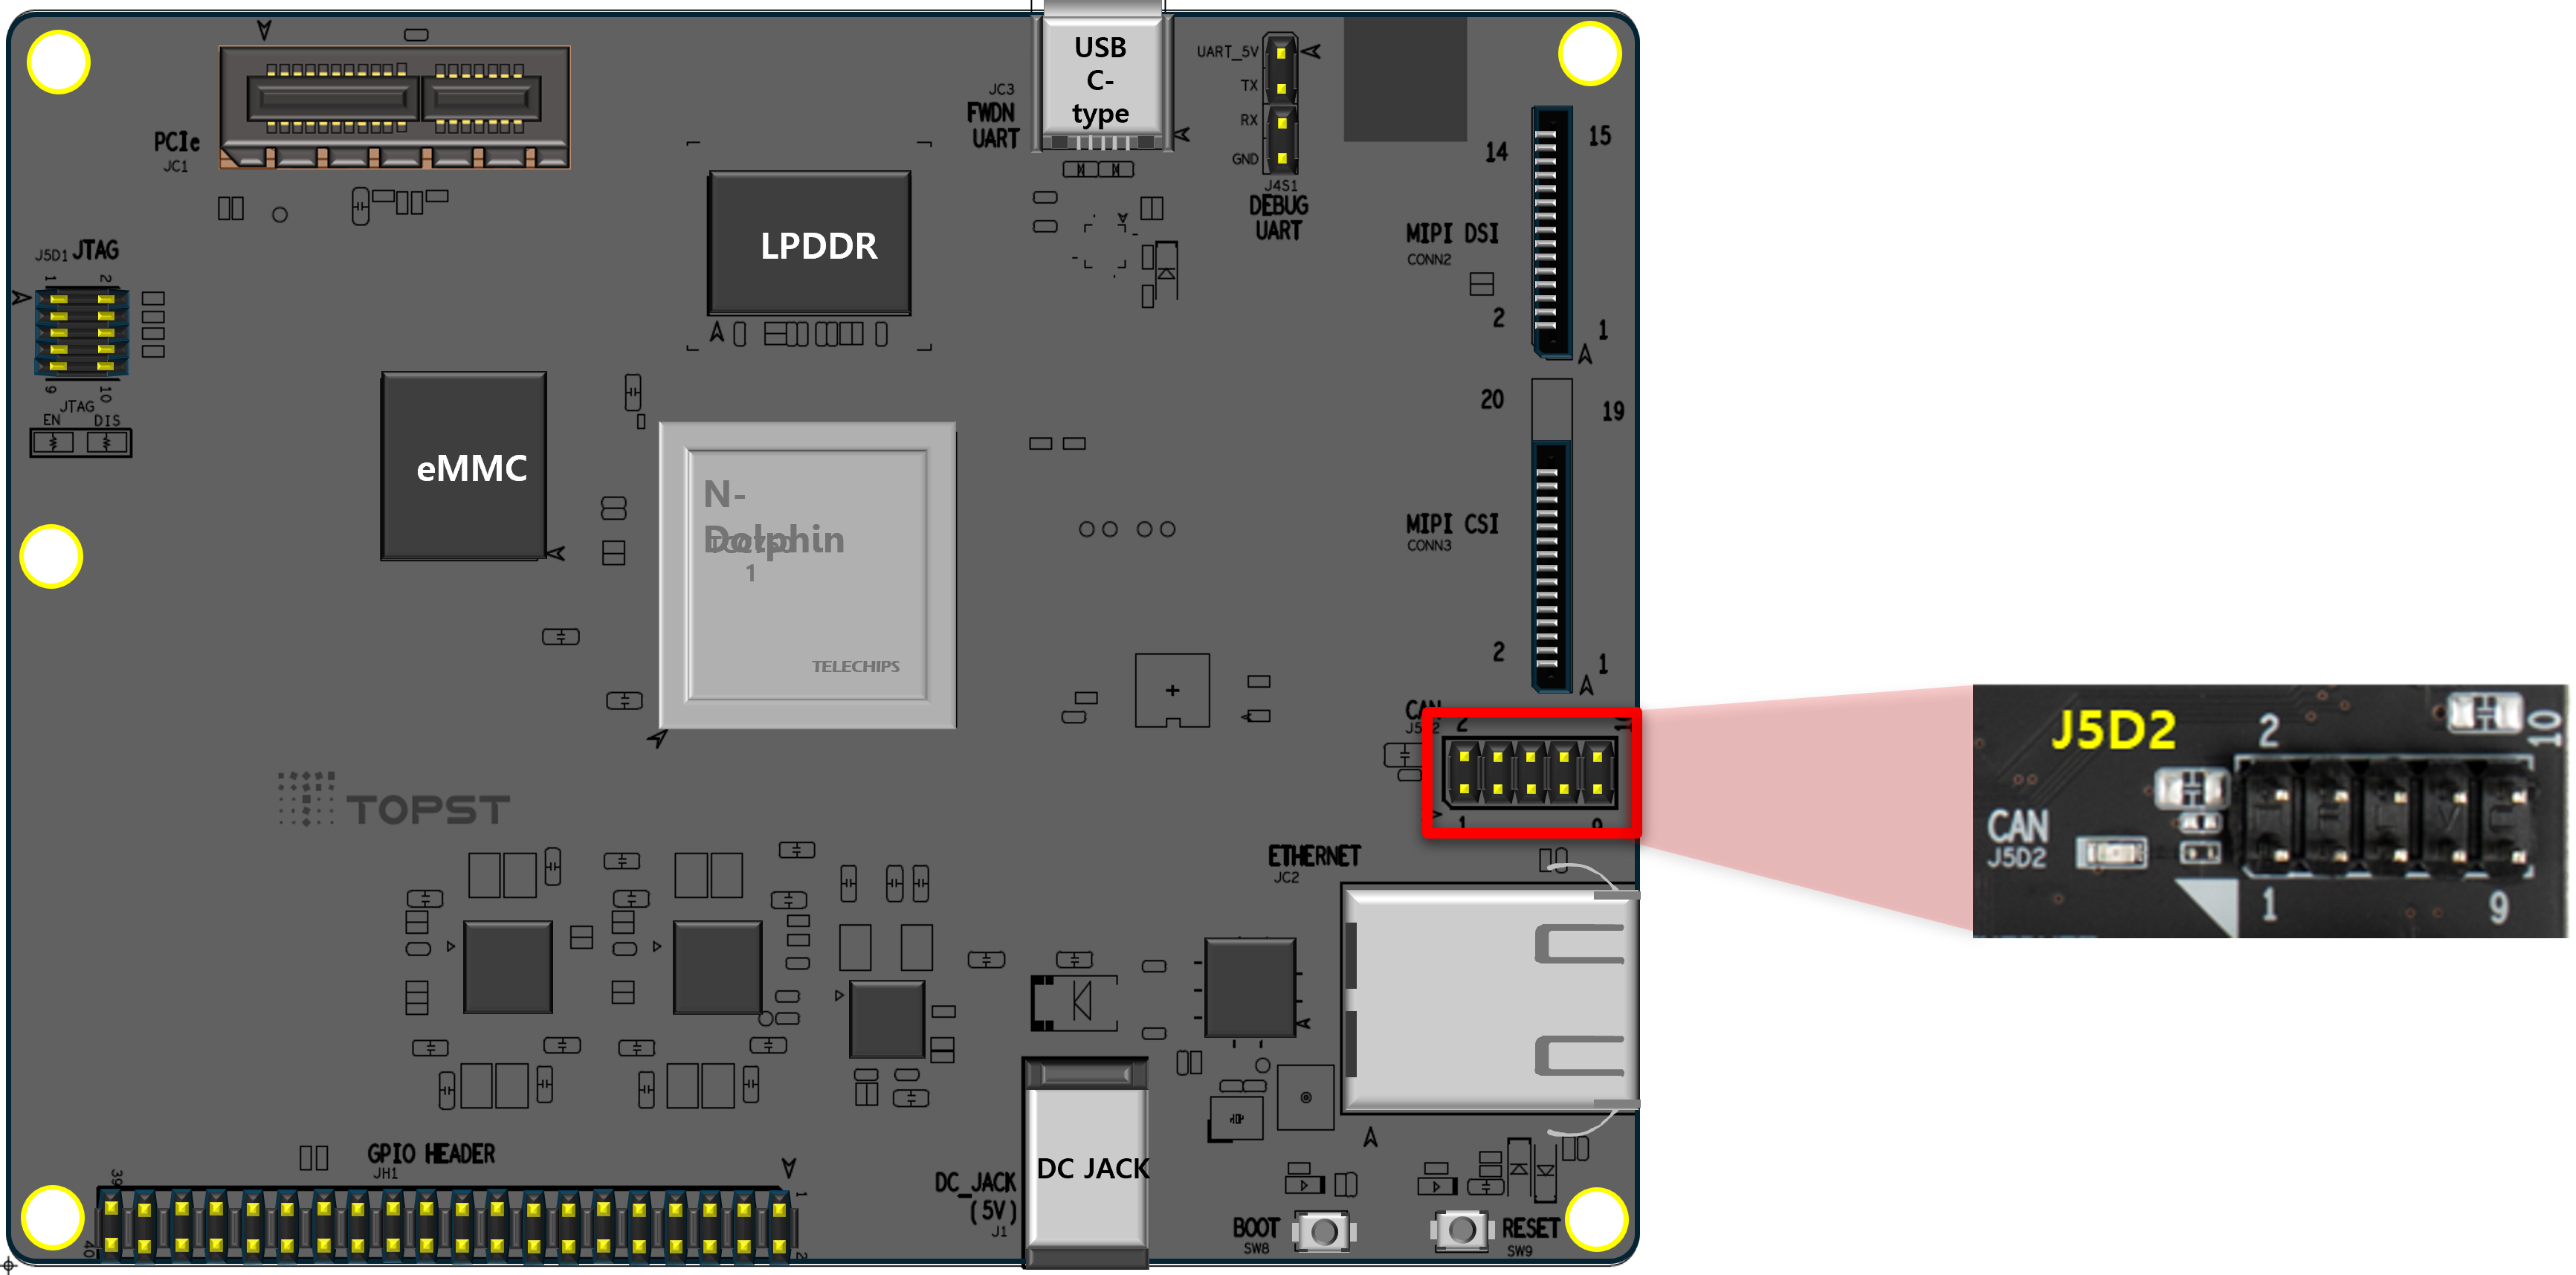 USB
C-
type
JC3
FWDN
UART
UART_5V
TX
RX
GND
J4S1
DEBUG
UART
PCIe
JC1
LPDDR
14
15
MIPI DSI
CONN2
2
1
J5D1 JTAG
1
2
9
10
JTAG
EN
DIS
eMMC
N-
Dolphin
1
TELECHIPS
20
19
MIPI CSI
CONN3
2
1
CAN
2
1
J5D2
2
10
CAN
J5D2
1
9
TOPST
ETHERNET
JC2
GPIO HEADER
JH1
39
1
40
2
DC_JACK
(5V)
J1
DC JACK
BOOT
SW8
RESET
SW9